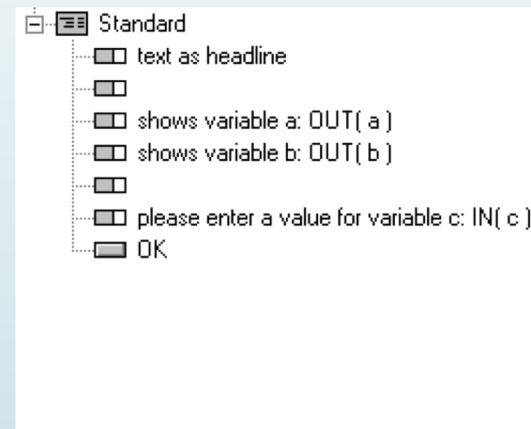 Standard
text as headline
shows variable a: OUT( a )
shows variable b: OUT( b )
please enter a value for variable c: IN( c )
OK